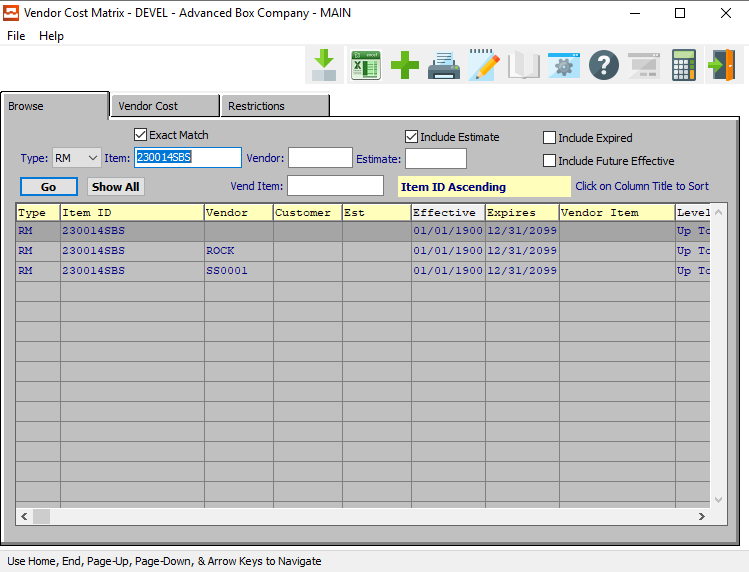 Vendor Cost Matrix - DEVEL - Advanced Box Company - MAIN
File Help
excel
Browse Vendor Cost Restrictions
Exact Match Include Estimate Include Expired
Type: RM Item: 230014SBS Vendor: Estimate: Include Future Effective
Go Show All Vend Item: Item ID Ascending Click on Column Title to Sort
Type Item ID Vendor Customer Est Effective Expires Vendor Item Level
RM 230014SBS 01/01/1900 12/31/2099 Up To
RM 230014SBS ROCK 01/01/1900 12/31/2099 Up To
RM 230014SBS SS0001 01/01/1900 12/31/2099 Up To
Use Home, End, Page-Up, Page-Down, & Arrow Keys to Navigate